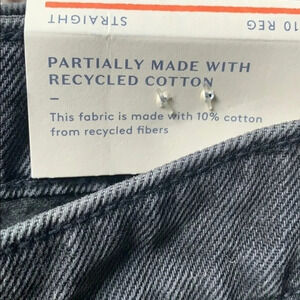 STRAIGHT
10 REG
PARTIALLY MADE WITH
RECYCLED COTTON
This fabric is made with 10% cotton
from recycled fibers